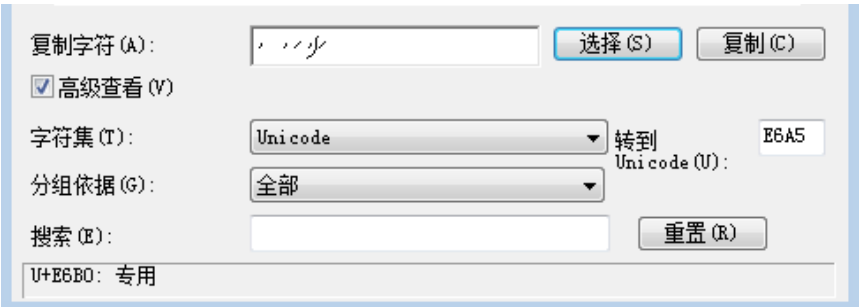 复制字符(A):
选择(S)
复制(C)
高级查看(V)
字符集(T):
Unicode
转到
Unicode(U):
E6A5
分组依据(G):
全部
搜索(E):
重置(R)
U+E6B0: 专用